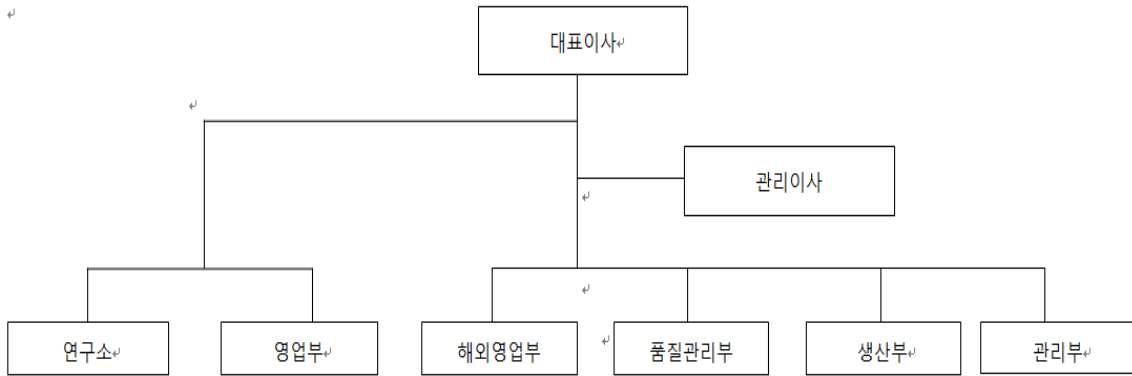 대표이사
관리이사
연구소
영업부
해외영업부
품질관리부
생산부
관리부